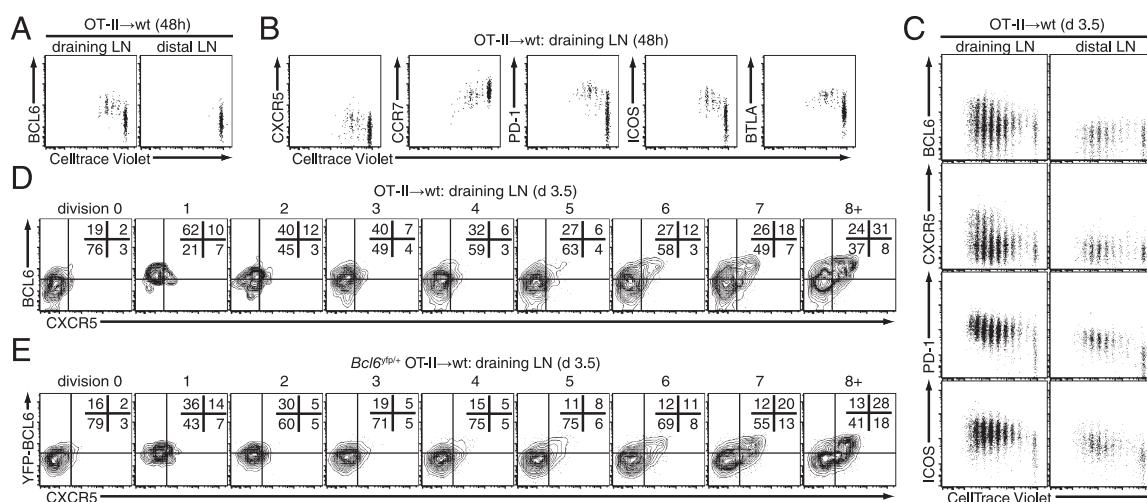 A
OT-II→wt (48h)
draining LN distal LN
BCL6
Celltrace Violet
B
OT-II→wt: draining LN (48h)
CXCR5
CCR7
PD-1
ICOS
BTLA
Celltrace Violet
C
OT-II→wt (d 3.5)
draining LN distal LN
BCL6
CXCR5
PD-1
ICOS
CellTrace Violet
D
OT-II→wt: draining LN (d 3.5)
division 0 1 2 3 4 5 6 7 8+
19 2 62 10 40 12 40 7 32 6 27 6 27 12 26 18 24 31
76 3 21 7 45 3 49 4 59 3 63 4 58 3 49 7 37 8
BCL6
CXCR5
E
Bcl6yfp/+ OT-II→wt: draining LN (d 3.5)
division 0 1 2 3 4 5 6 7 8+
16 2 36 14 30 5 19 5 15 5 11 8 12 11 12 20 13 28
79 3 43 7 60 5 71 5 75 5 75 6 69 8 55 13 41 18
YFP-BCL6
CXCR5